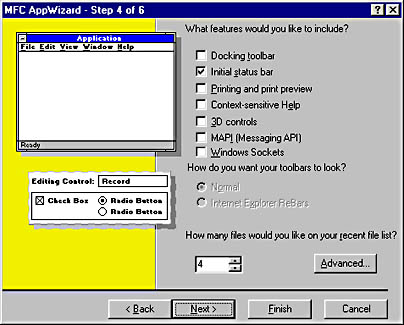 MFC AppWizard - Step 4 of 6
Application
File Edit View Window Help
Ready
Editing Control: Record
Check Box
Radio Button
Radio Button
What features would you like to include?
Docking toolbar
Initial status bar
Printing and print preview
Context-sensitive Help
3D controls
MAPI (Messaging API)
Windows Sockets
How do you want your toolbars to look?
Normal
Internet Explorer ReBars
How many files would you like on your recent file list?
4
Advanced...
< Back
Next >
Finish
Cancel